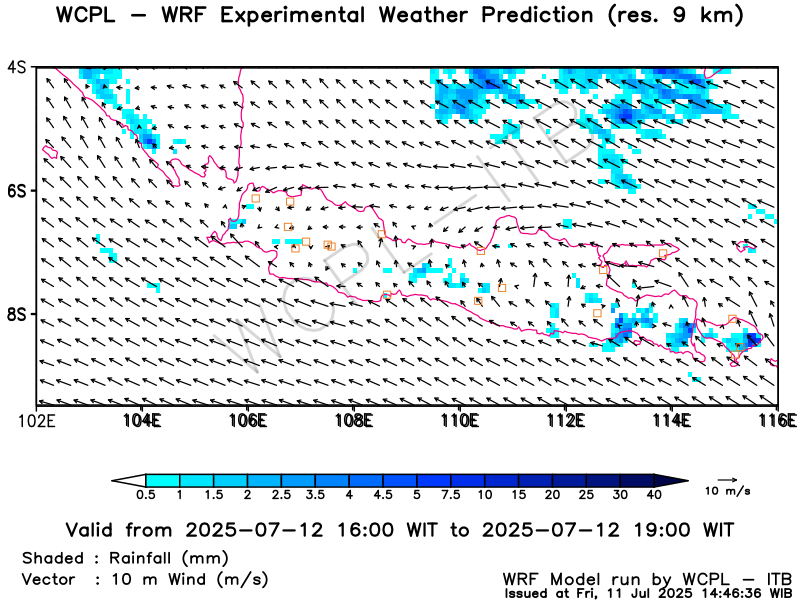 WCPL – WRF Experimental Weather Prediction (res. 9 km)
4S
6S
8S
WCPL-ITB
102E 104E 106E 108E 110E 112E 114E 116E
0.5 1 1.5 2 2.5 3.5 4 4.5 5 7.5 10 15 20 25 30 40
10 m/s
Valid from 2025-07-12 16:00 WIT to 2025-07-12 19:00 WIT
Shaded : Rainfall (mm)
Vector : 10 m Wind (m/s)
WRF Model run by WCPL – ITB
Issued at Fri, 11 Jul 2025 14:46:36 WIB